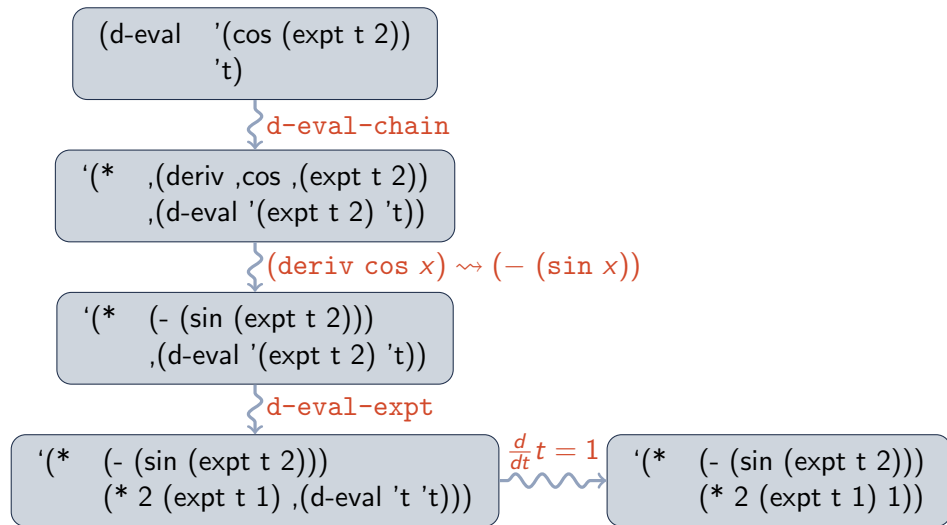 (d-eval '(cos (expt t 2))
't)
d-eval-chain
‘(* ,(deriv ,cos ,(expt t 2))
,(d-eval '(expt t 2) 't))
(deriv cos x) ⇝ (− (sin x))
‘(* (- (sin (expt t 2)))
,(d-eval '(expt t 2) 't))
d-eval-expt
‘(* (- (sin (expt t 2)))
(* 2 (expt t 1) ,(d-eval 't 't)))
d/dt t = 1
‘(* (- (sin (expt t 2)))
(* 2 (expt t 1) 1))